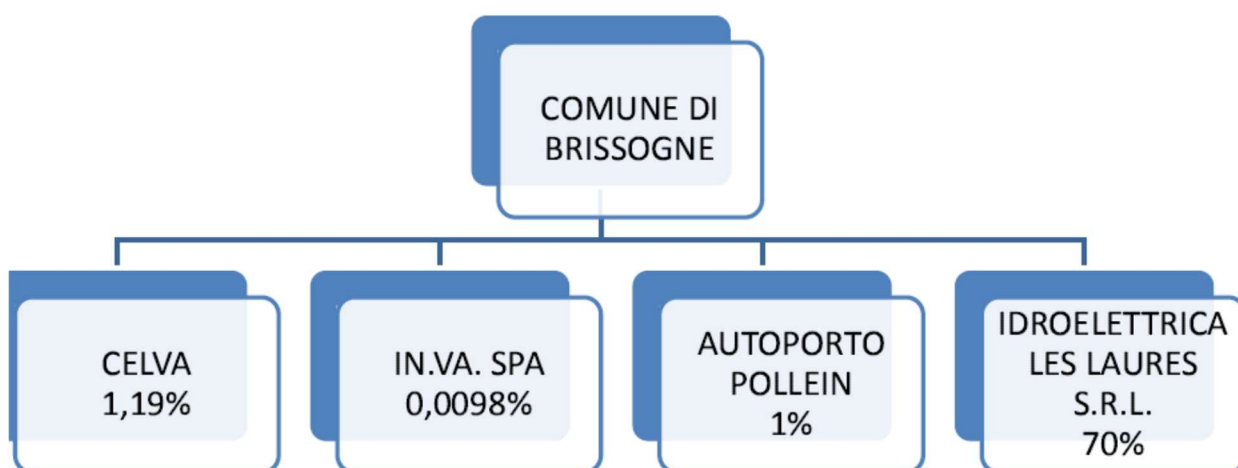 COMUNE DI
BRISSOGNE
CELVA
1,19%
IN.VA. SPA
0,0098%
AUTOPORTO
POLLEIN
1%
IDROELETTRICA
LES LAURES
S.R.L.
70%